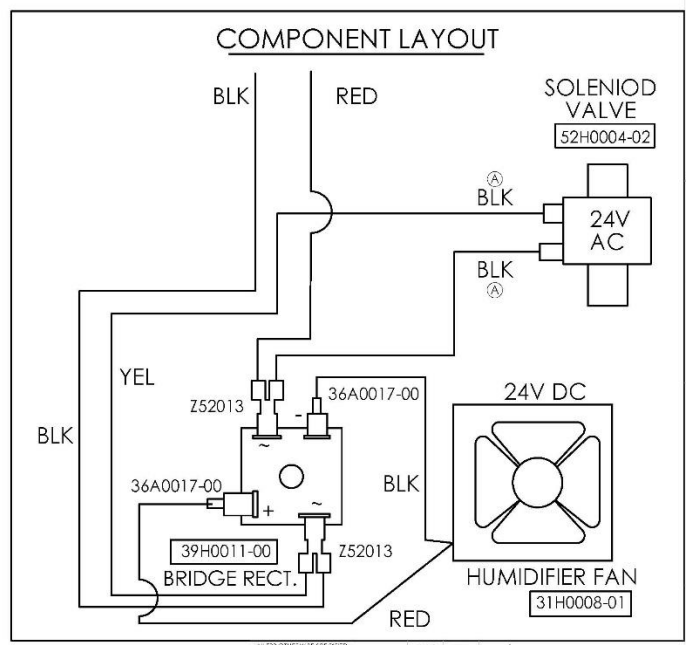 COMPONENT LAYOUT
BLK
RED
SOLENIOD
VALVE
52H0004-02
Ⓐ
BLK
24V
AC
BLK
Ⓐ
YEL
Z52013
-
36A0017-00
24V DC
~
BLK
36A0017-00
BLK
+
~
39H0011-00
Z52013
BRIDGE RECT.
HUMIDIFIER FAN
31H0008-01
RED